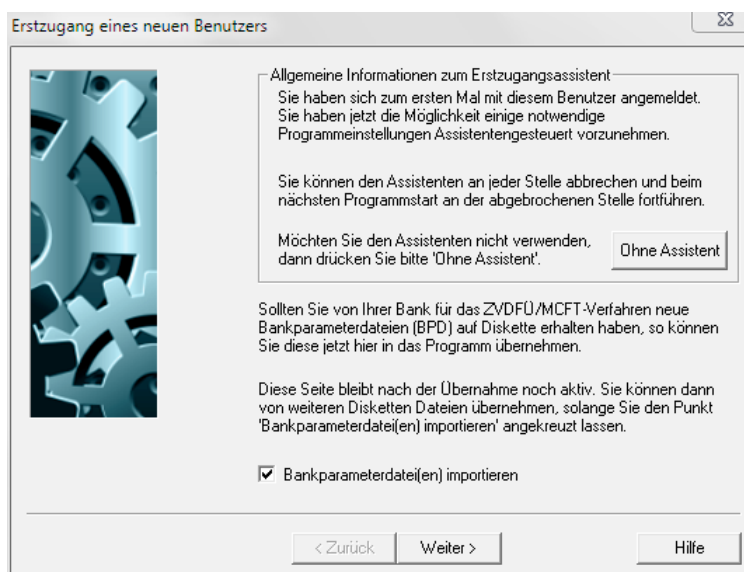 Erstzugang eines neuen Benutzers
Allgemeine Informationen zum Erstzugangsassistent
Sie haben sich zum ersten Mal mit diesem Benutzer angemeldet.
Sie haben jetzt die Möglichkeit einige notwendige
Programmeinstellungen Assistentengesteuert vorzunehmen.
Sie können den Assistenten an jeder Stelle abbrechen und beim
nächsten Programmstart an der abgebrochenen Stelle fortführen.
Möchten Sie den Assistenten nicht verwenden,
dann drücken Sie bitte 'Ohne Assistent'.
Ohne Assistent
Sollten Sie von Ihrer Bank für das ZVDFÜ/MCFT-Verfahren neue
Bankparameterdateien (BPD) auf Diskette erhalten haben, so können
Sie diese jetzt hier in das Programm übernehmen.
Diese Seite bleibt nach der Übernahme noch aktiv. Sie können dann
von weiteren Disketten Dateien übernehmen, solange Sie den Punkt
'Bankparameterdatei(en) importieren' angekreuzt lassen.
Bankparameterdatei(en) importieren
< Zurück
Weiter >
Hilfe